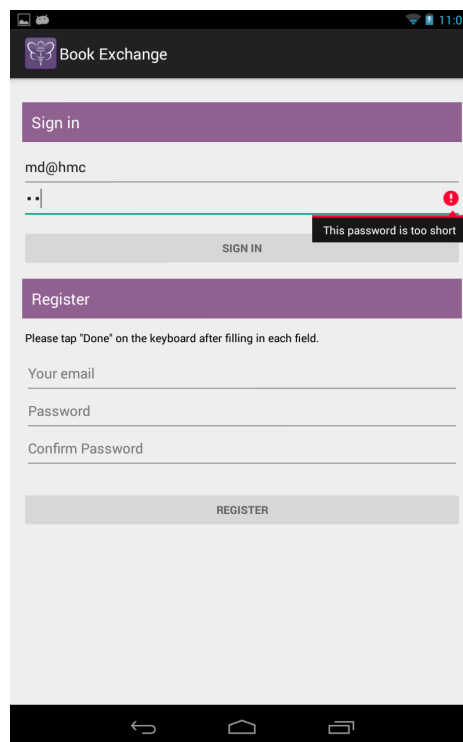 11:0
Book Exchange
Sign in
md@hmc
This password is too short
SIGN IN
Register
Please tap "Done" on the keyboard after filling in each field.
Your email
Password
Confirm Password
REGISTER